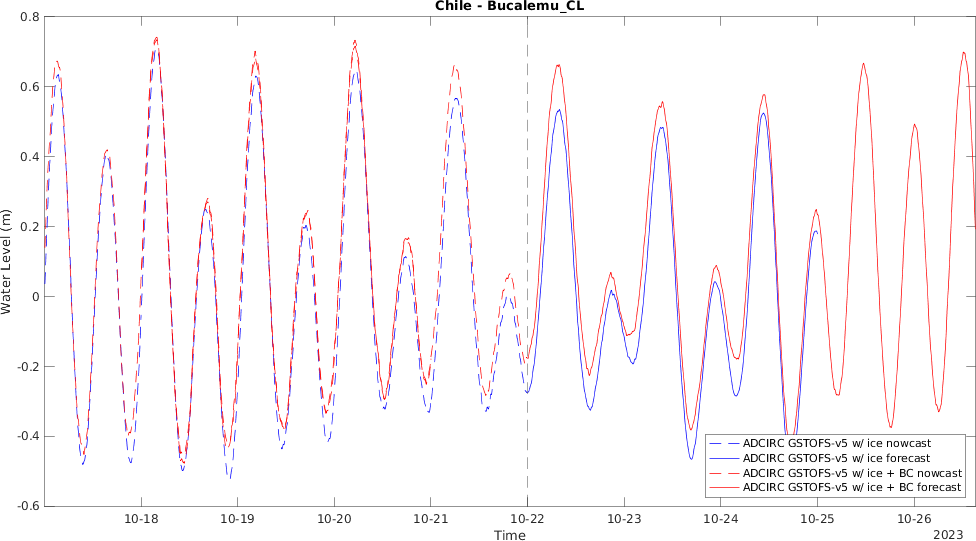 Chile - Bucalemu_CL
0.8
0.6
0.4
0.2
0
-0.2
-0.4
-0.6
Water Level (m)
10-18
10-19
10-20
10-21
10-22
10-23
10-24
10-25
10-26
Time
2023
ADCIRC GSTOFS-v5 w/ ice nowcast
ADCIRC GSTOFS-v5 w/ ice forecast
ADCIRC GSTOFS-v5 w/ ice + BC nowcast
ADCIRC GSTOFS-v5 w/ ice + BC forecast